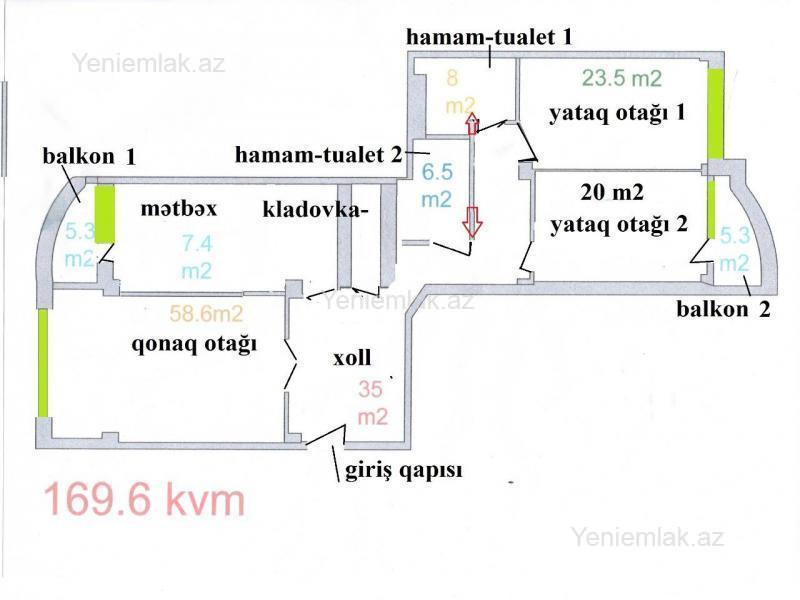 hamam-tualet 1
Yeniemlak.az
8
m2
23.5 m2
yataq otağı 1
balkon 1
hamam-tualet 2
6.5
m2
20 m2
yataq otağı 2
mətbəx
kladovka-
5.3
m2
7.4
m2
5.3
m2
Yeniemlak.az
balkon 2
58.6m2
qonaq otağı
xoll
35
m2
giriş qapısı
169.6 kvm
Yeniemlak.az